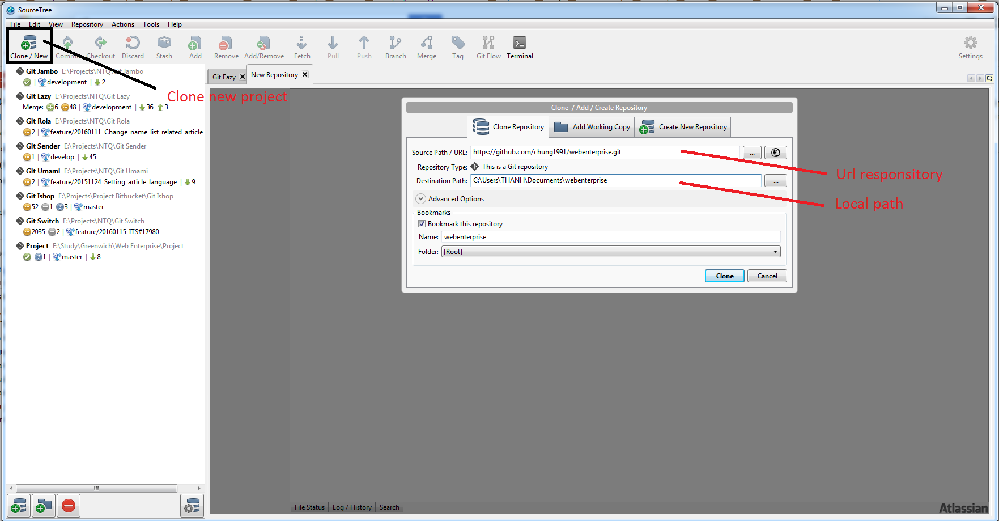 SourceTree
File Edit View Repository Actions Tools Help
Clone / New Commit Checkout Discard Stash Add Remove Add/Remove Fetch Pull Push Branch Merge Tag Git Flow Terminal Settings
Git Jambo E:\Projects\NTQ\Git Jambo
development | 2
Git Eazy E:\Projects\NTQ\Git Eazy
Merge: 6 48 | development | 36 3
Git Rola E:\Projects\NTQ\Git Rola
2 | feature/20160111_Change_name_list_related_article
Git Sender E:\Projects\NTQ\Git Sender
1 | develop | 45
Git Umami E:\Projects\NTQ\Git Umami
2 | feature/20151124_Setting_article_language | 9
Git Ishop E:\Projects\Project Bitbucket\Git Ishop
52 1 3 | master
Git Switch E:\Projects\NTQ\Git Switch
2035 2 | feature/20160115_ITS#17980
Project E:\Study\Greenwich\Web Enterprise\Project
1 | master | 8
Git Eazy New Repository
Clone new project
Clone / Add / Create Repository
Clone Repository Add Working Copy Create New Repository
Source Path / URL: https://github.com/chung1991/webenterprise.git ...
Repository Type: This is a Git repository
Destination Path: C:\Users\THANH\Documents\webenterprise ...
Url responsitory
Local path
Advanced Options
Bookmarks
Bookmark this repository
Name: webenterprise
Folder: [Root]
Clone Cancel
File Status Log / History Search
Atlassian